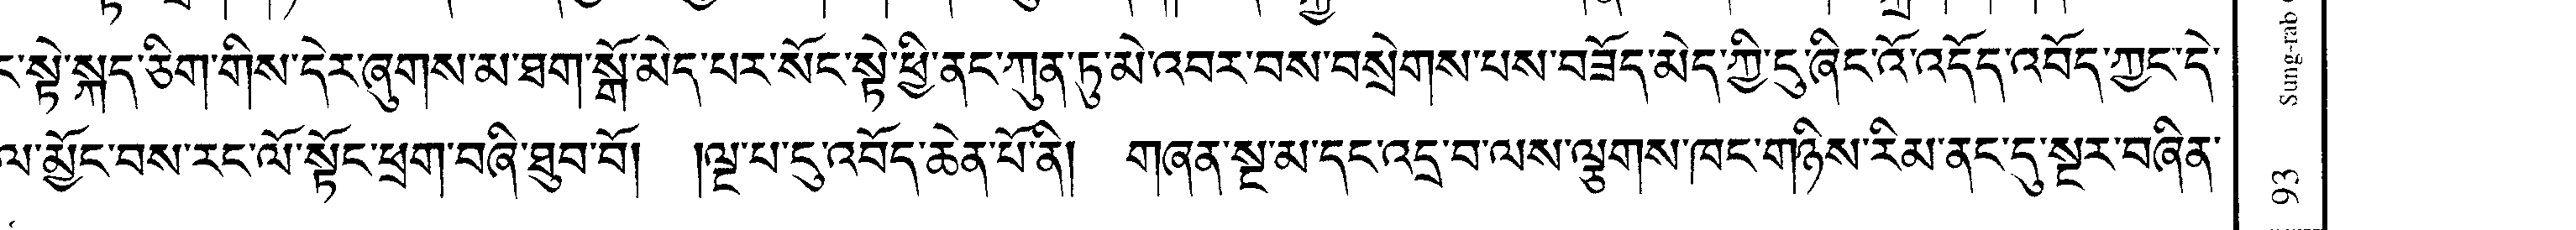 ང་སྟེ་སྐད་ཅིག་གིས་དེར་ཞུགས་མ་ཐག་སྒོ་མེད་པར་སོང་སྟེ་ཕྱི་ནང་ཀུན་ཏུ་མེ་འབར་བས་བསྲེགས་པས་བཟོད་མེད་ཀྱི་ངུ་ཞིང་འོ་འདོད་འབོད་ཀྱང་དེ་
ལ་མྱོང་བས་རང་ལོ་སྟོང་ཕྲག་བཞི་ཐུབ་བོ། །ལྔ་པ་ངུ་འབོད་ཆེན་པོ་ནི། གཞན་སྔ་མ་དང་འདྲ་བ་ལས་ལྕགས་ཁང་གཉིས་རིམ་ནང་དུ་སྔར་བཞིན་
Sung-rab
93